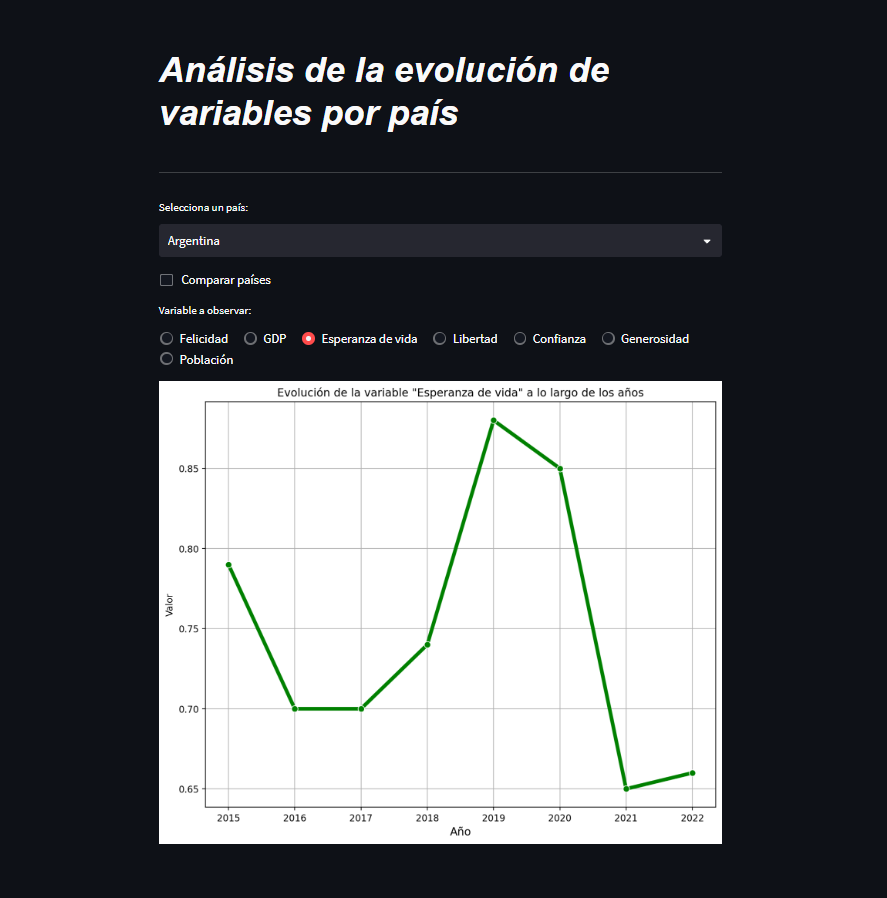 Análisis de la evolución de
variables por país
Selecciona un país:
Argentina
Comparar países
Variable a observar:
Felicidad GDP Esperanza de vida Libertad Confianza Generosidad
Población
Evolución de la variable "Esperanza de vida" a lo largo de los años
0.85
0.80
0.75
0.70
0.65
Valor
2015 2016 2017 2018 2019 2020 2021 2022
Año